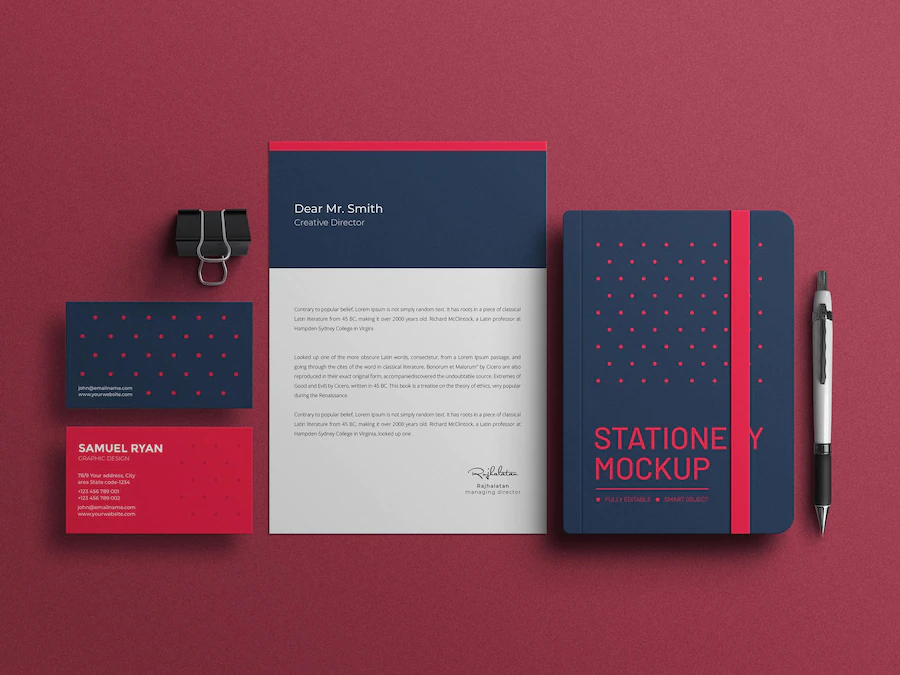 Dear Mr. Smith
Creative Director
Contrary to popular belief, Lorem Ipsum is not simply random text. It has roots in a piece of classical
Latin literature from 45 BC, making it over 2000 years old. Richard McClintock, a Latin professor at
Hampden-Sydney College in Virgini
Looked up one of the more obscure Latin words, consectetur, from a Lorem Ipsum passage, and
going through the cites of the word in classical literature. Bonorum et Malorum" by Cicero are also
reproduced in their exact original form, accompaniediscovered the undoubtable source. Extremes of
Good and Evil) by Cicero, written in 45 BC. This book is a treatise on the theory of ethics, very popular
during the Renaissance.
Contrary to popular belief, Lorem Ipsum is not simply random text. It has roots in a piece of classical
Latin literature from 45 BC, making it over 2000 years old. Richard McClintock, a Latin professor at
Hampden-Sydney College in Virginia, looked up one .
Rajhalatan
Rajhalatan
managing director
john@emailname.com
www.yourwebsite.com
SAMUEL RYAN
GRAPHIC DESIGN
76/9 Your address, City
area State code-1234
+123 456 789 001
+123 456 789 002
john@emailname.com
www.yourwebsite.com
STATIONE Y
MOCKUP
FULLY EDITABLE SMART OBJECT